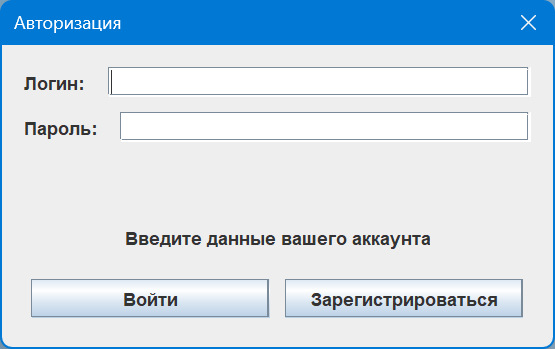 Авторизация
Логин:
Пароль:
Введите данные вашего аккаунта
Войти
Зарегистрироваться